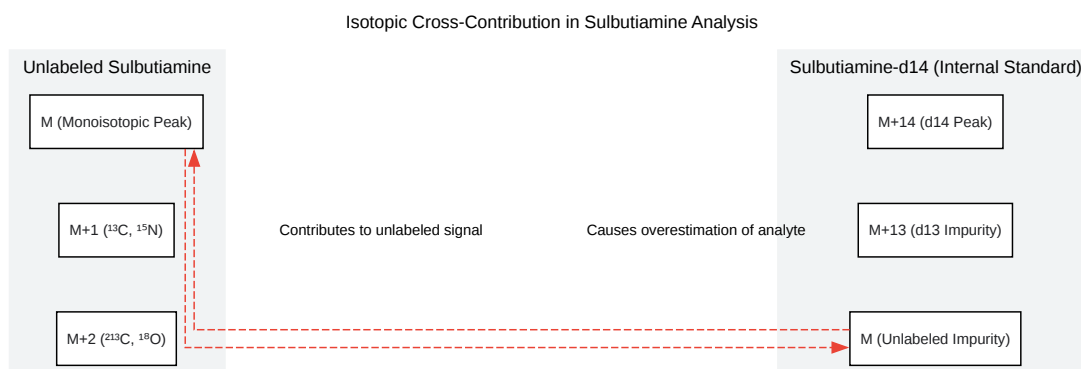 Isotopic Cross-Contribution in Sulbutiamine Analysis
Unlabeled Sulbutiamine
Sulbutiamine-d14 (Internal Standard)
M (Monoisotopic Peak)
M+14 (d14 Peak)
M+1 (¹³C, ¹⁵N)
Contributes to unlabeled signal
Causes overestimation of analyte
M+13 (d13 Impurity)
M+2 (²¹³C, ¹⁸O)
M (Unlabeled Impurity)